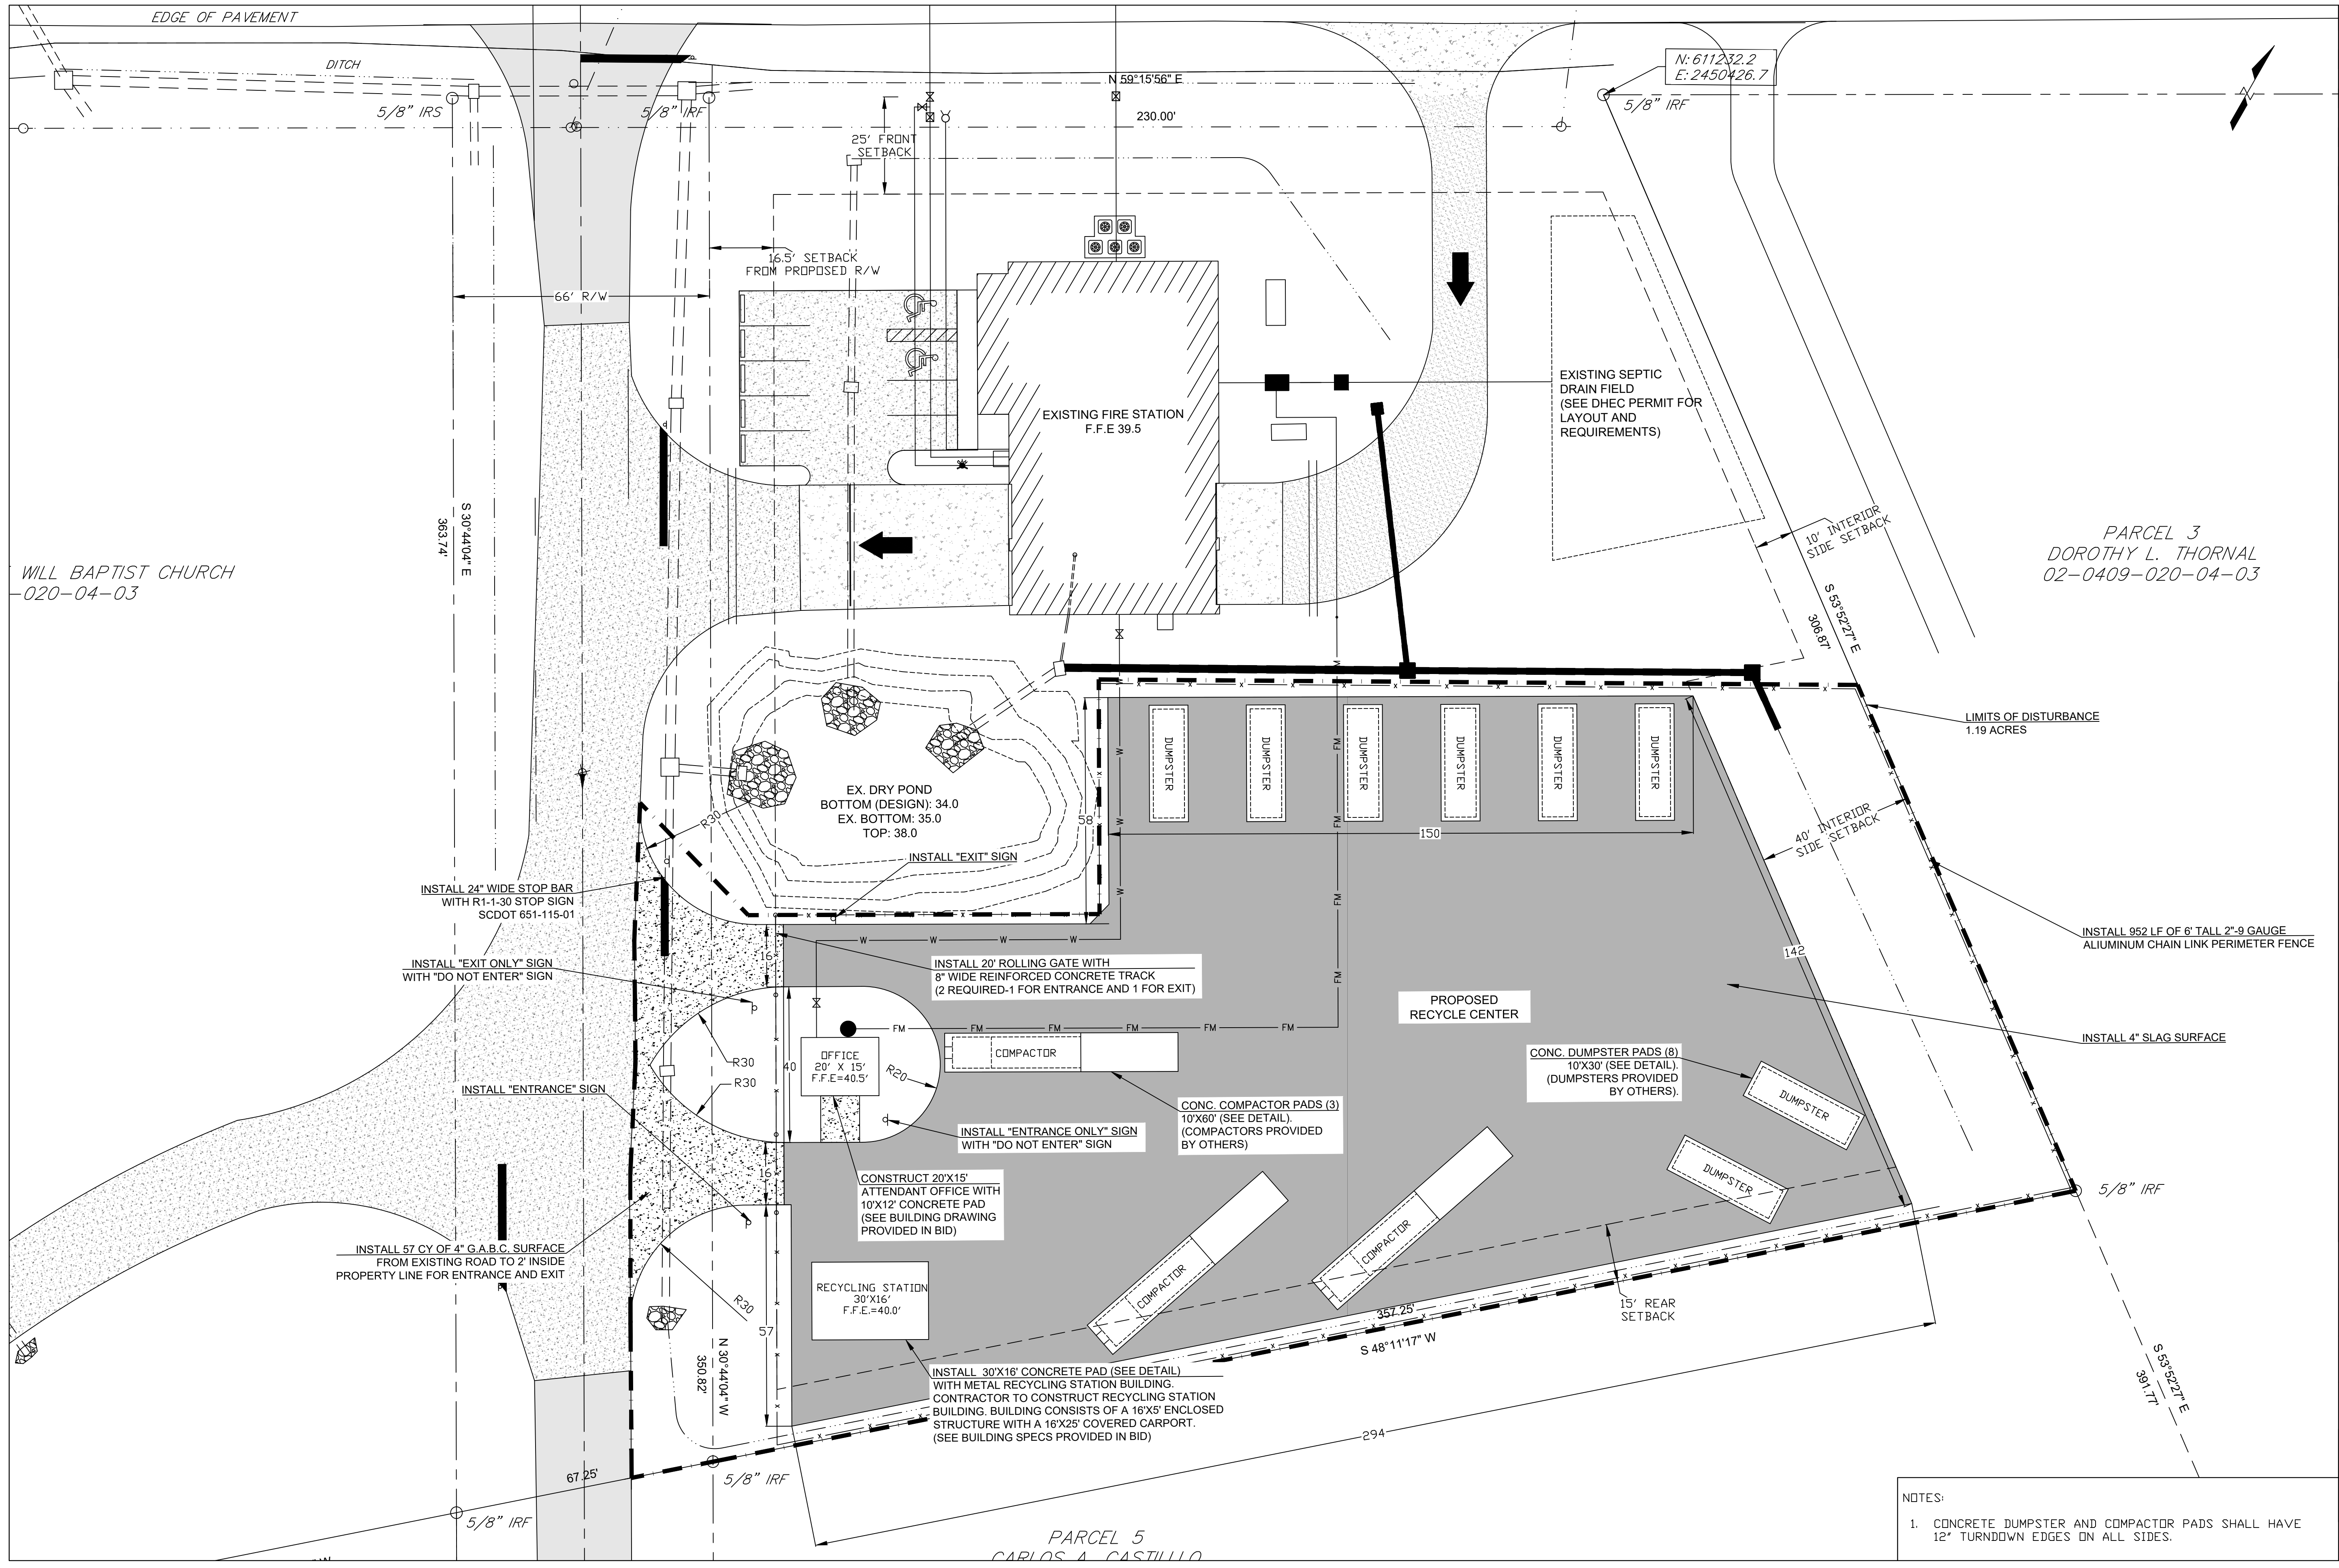 EDGE OF PAVEMENT
DITCH
5/8" IRS
5/8" IRF
N 59°15'56" E
230.00'
N: 611232.2
E: 2450426.7
5/8" IRF
25' FRONT
SETBACK
16.5' SETBACK
FROM PROPOSED R/W
66' R/W
EXISTING FIRE STATION
F.F.E 39.5
EXISTING SEPTIC
DRAIN FIELD
(SEE DHEC PERMIT FOR
LAYOUT AND
REQUIREMENTS)
S 30°44'04" E
363.74'
10' INTERIOR
SIDE SETBACK
PARCEL 3
DOROTHY L. THORNAL
02-0409-020-04-03
WILL BAPTIST CHURCH
-020-04-03
S 53°52'27" E
306.87'
LIMITS OF DISTURBANCE
1.19 ACRES
DUMPSTER
DUMPSTER
DUMPSTER
DUMPSTER
DUMPSTER
DUMPSTER
W
W
W
W
FM
FM
FM
FM
FM
EX. DRY POND
BOTTOM (DESIGN): 34.0
EX. BOTTOM: 35.0
TOP: 38.0
R30
58
150
40' INTERIOR
SIDE SETBACK
INSTALL "EXIT" SIGN
INSTALL 24" WIDE STOP BAR
WITH R1-1-30 STOP SIGN
SCDOT 651-115-01
INSTALL 952 LF OF 6' TALL 2"-9 GAUGE
ALIUMINUM CHAIN LINK PERIMETER FENCE
W
W
W
W
16
142
INSTALL "EXIT ONLY" SIGN
WITH "DO NOT ENTER" SIGN
INSTALL 20' ROLLING GATE WITH
8" WIDE REINFORCED CONCRETE TRACK
(2 REQUIRED-1 FOR ENTRANCE AND 1 FOR EXIT)
PROPOSED
RECYCLE CENTER
FM
FM
FM
FM
FM
FM
INSTALL 4" SLAG SURFACE
OFFICE
20' X 15'
F.F.E=40.5'
COMPACTOR
R30
R30
40
R20
CONC. DUMPSTER PADS (8)
10'X30' (SEE DETAIL).
(DUMPSTERS PROVIDED
BY OTHERS).
INSTALL "ENTRANCE" SIGN
DUMPSTER
CONC. COMPACTOR PADS (3)
10'X60' (SEE DETAIL).
(COMPACTORS PROVIDED
BY OTHERS)
INSTALL "ENTRANCE ONLY" SIGN
WITH "DO NOT ENTER" SIGN
16
DUMPSTER
CONSTRUCT 20'X15'
ATTENDANT OFFICE WITH
10'X12' CONCRETE PAD
(SEE BUILDING DRAWING
PROVIDED IN BID)
5/8" IRF
INSTALL 57 CY OF 4" G.A.B.C. SURFACE
FROM EXISTING ROAD TO 2' INSIDE
PROPERTY LINE FOR ENTRANCE AND EXIT
COMPACTOR
COMPACTOR
RECYCLING STATION
30'X16'
F.F.E.=40.0'
R30
57
15' REAR
SETBACK
357.25'
S 48°11'17" W
N 30°44'04" W
350.82'
INSTALL 30'X16' CONCRETE PAD (SEE DETAIL)
WITH METAL RECYCLING STATION BUILDING.
CONTRACTOR TO CONSTRUCT RECYCLING STATION
BUILDING. BUILDING CONSISTS OF A 16'X5' ENCLOSED
STRUCTURE WITH A 16'X25' COVERED CARPORT.
(SEE BUILDING SPECS PROVIDED IN BID)
S 53°52'27" E
391.77'
294
67.25'
5/8" IRF
5/8" IRF
PARCEL 5
CARLOS A. CASTILLLO
NOTES:
1. CONCRETE DUMPSTER AND COMPACTOR PADS SHALL HAVE
12" TURNDOWN EDGES ON ALL SIDES.